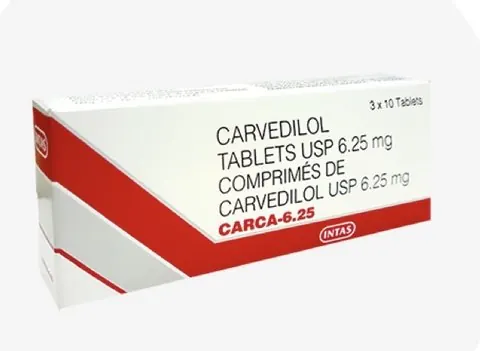 3 x 10 Tablets
CARVEDILOL
TABLETS USP 6.25 mg
COMPRIMÉS DE
CARVEDILOL USP 6.25 mg
CARCA-6.25
INTAS
INTAS